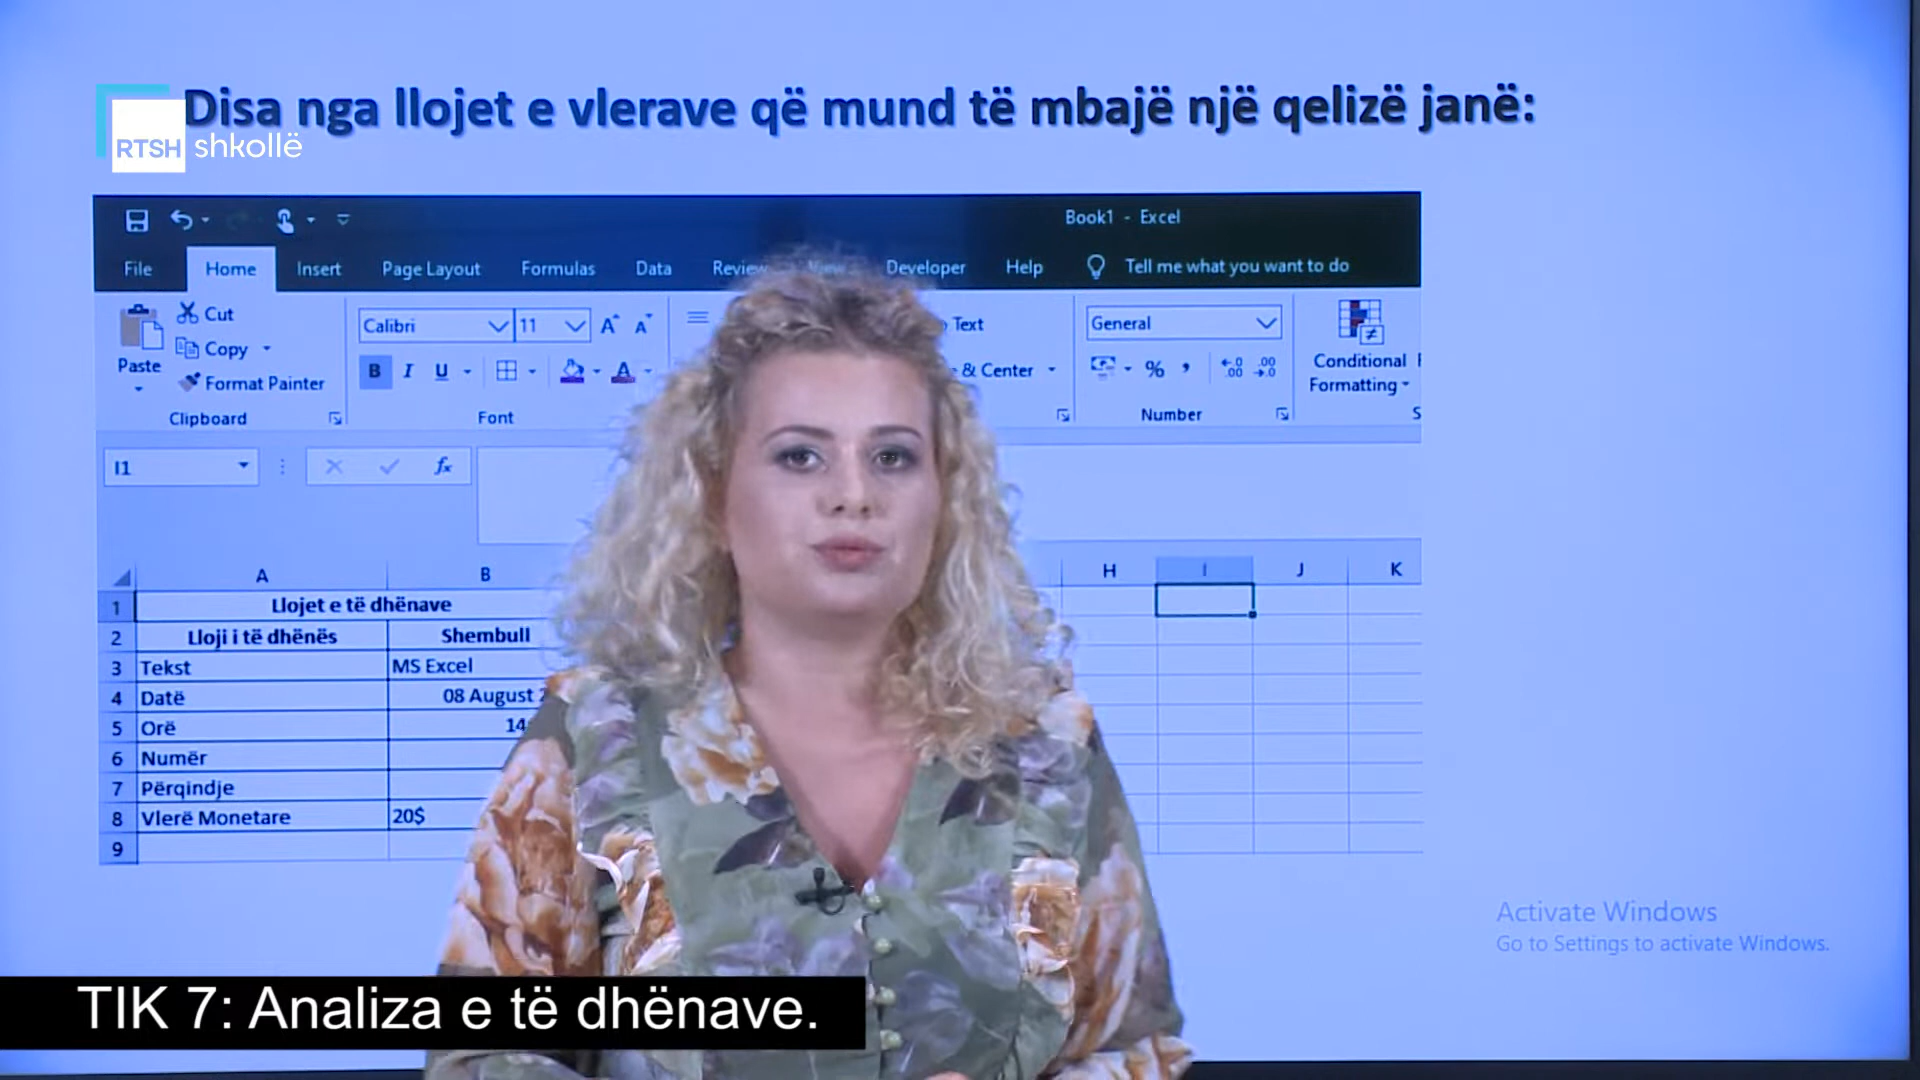 Disa nga llojet e vlerave që mund të mbajë një qelizë janë:
RTSH shkollë
Book1 - Excel
File Home Insert Page Layout Formulas Data Review View Developer Help Tell me what you want to do
Cut
Copy
Paste
Format Painter
Clipboard
Calibri 11
B I U
Font
Text
& Center
General
% ,
Number
Conditional
Formatting
I1
fx
A B H I J K
1 Llojet e të dhënave
2 Lloji i të dhënës Shembull
3 Tekst MS Excel
4 Datë 08 August
5 Orë 14
6 Numër
7 Përqindje
8 Vlerë Monetare 20$
9
Activate Windows
Go to Settings to activate Windows.
TIK 7: Analiza e të dhënave.